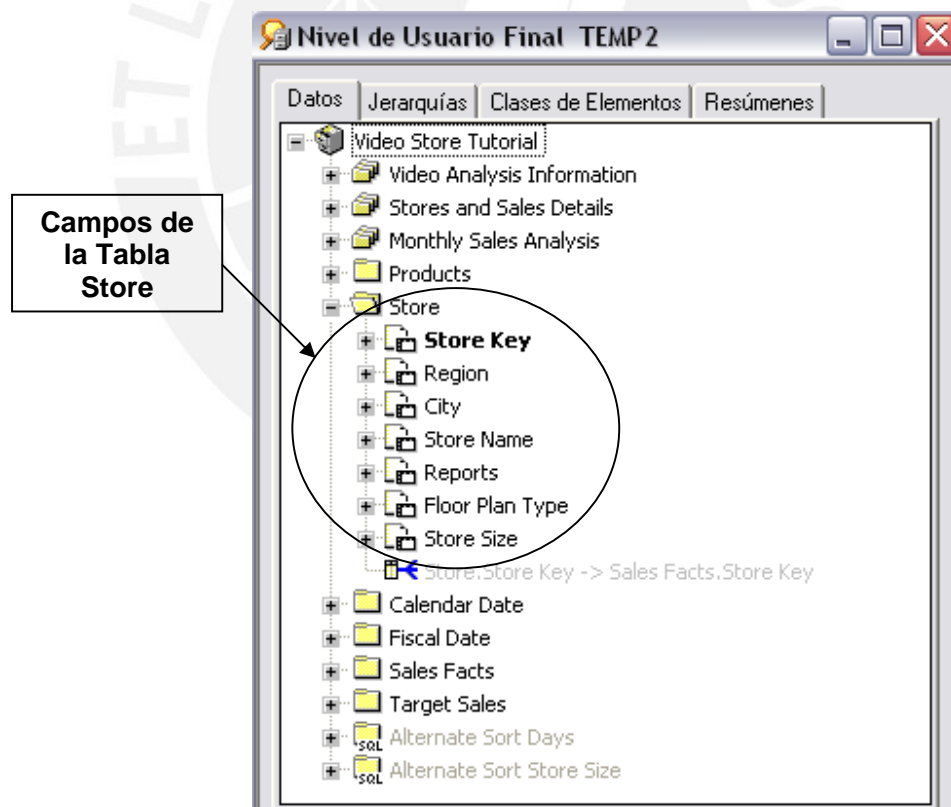 Nivel de Usuario Final TEMP2
Datos
Jerarquías
Clases de Elementos
Resúmenes
Video Store Tutorial
Video Analysis Information
Stores and Sales Details
Monthly Sales Analysis
Products
Store
Store Key
Region
City
Store Name
Reports
Floor Plan Type
Store Size
Store.Store Key -> Sales Facts.Store Key
Calendar Date
Fiscal Date
Sales Facts
Target Sales
SQL Alternate Sort Days
SQL Alternate Sort Store Size
Campos de
la Tabla
Store
ET L